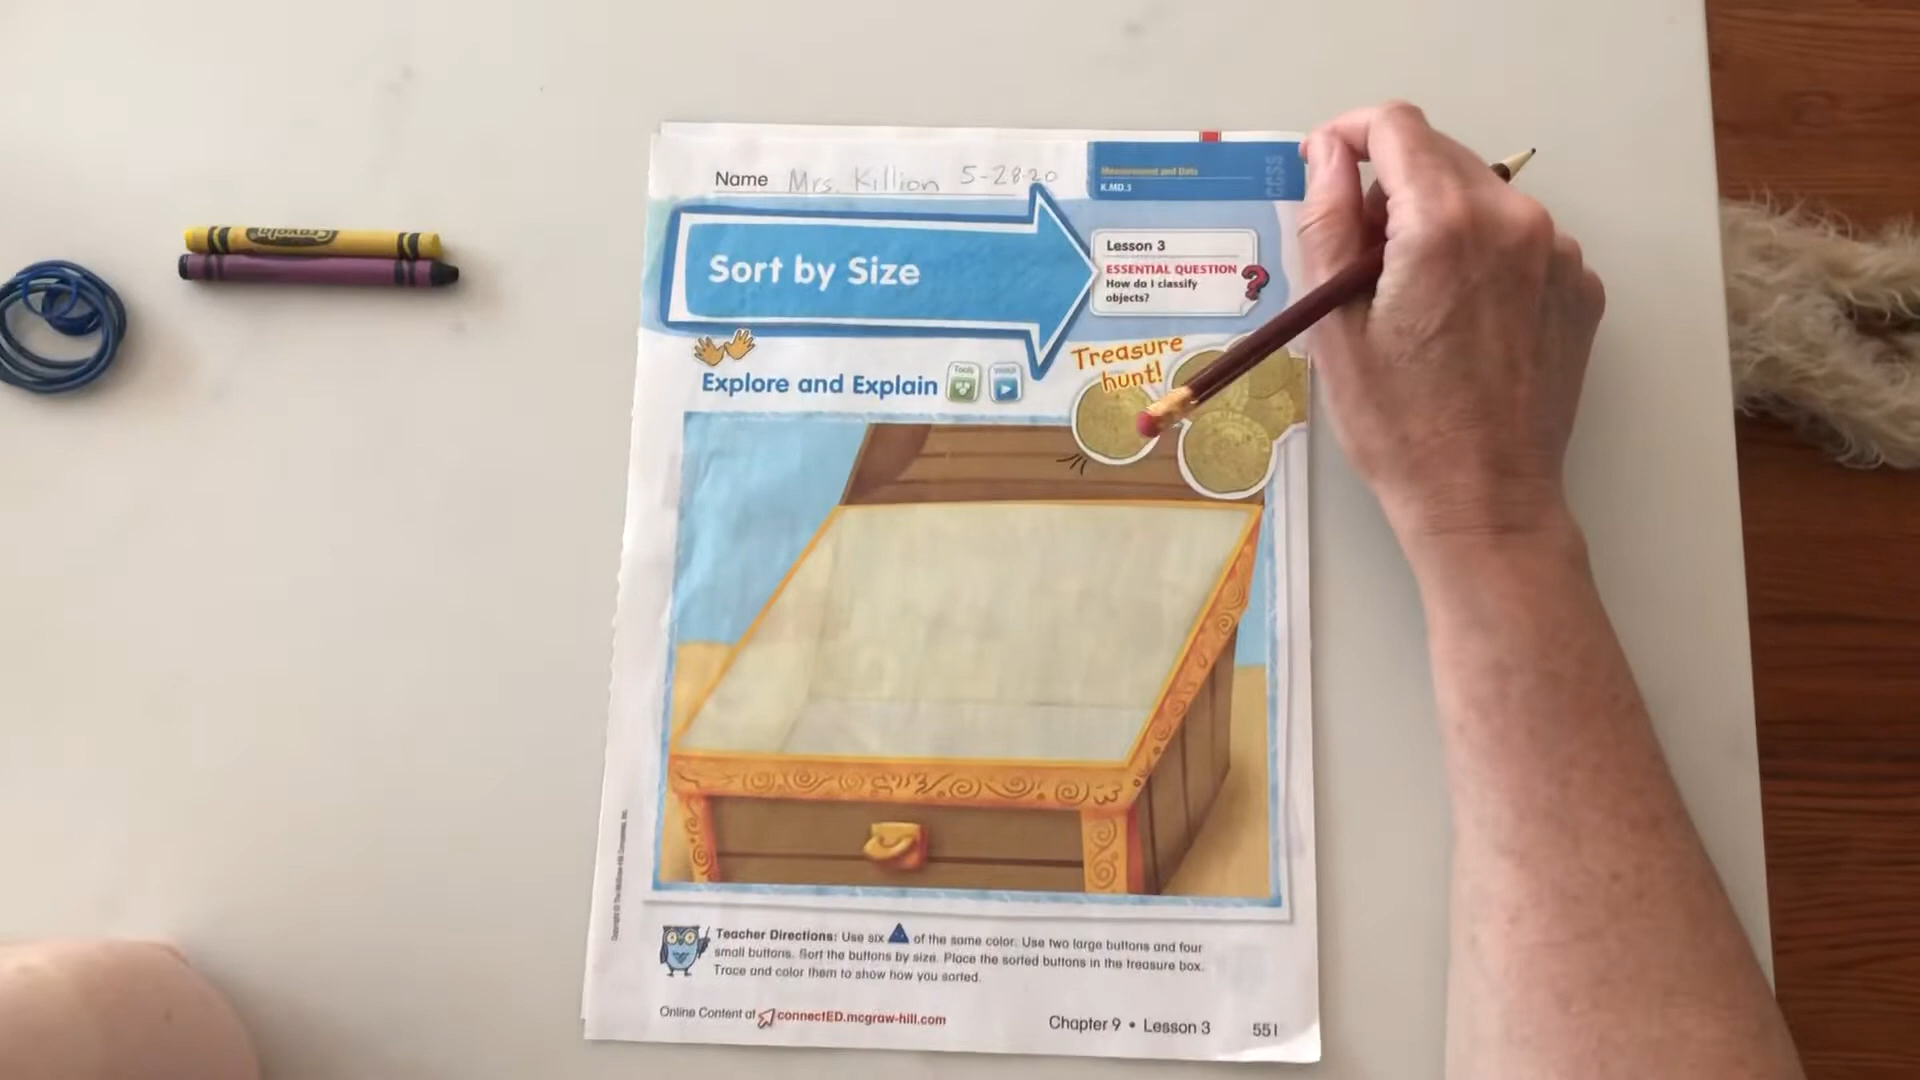 Name Mrs. Killion 5-28-20
Measurement and Data
K.MD.3
CCSS
Sort by Size
Lesson 3
ESSENTIAL QUESTION
How do I classify
objects?
?
Explore and Explain
Tools
Watch
Treasure
hunt!
Teacher Directions: Use six of the same color. Use two large buttons and four
small buttons. Sort the buttons by size. Place the sorted buttons in the treasure box.
Trace and color them to show how you sorted.
Online Content at connectED.mcgraw-hill.com
Chapter 9 • Lesson 3 551
Crayola